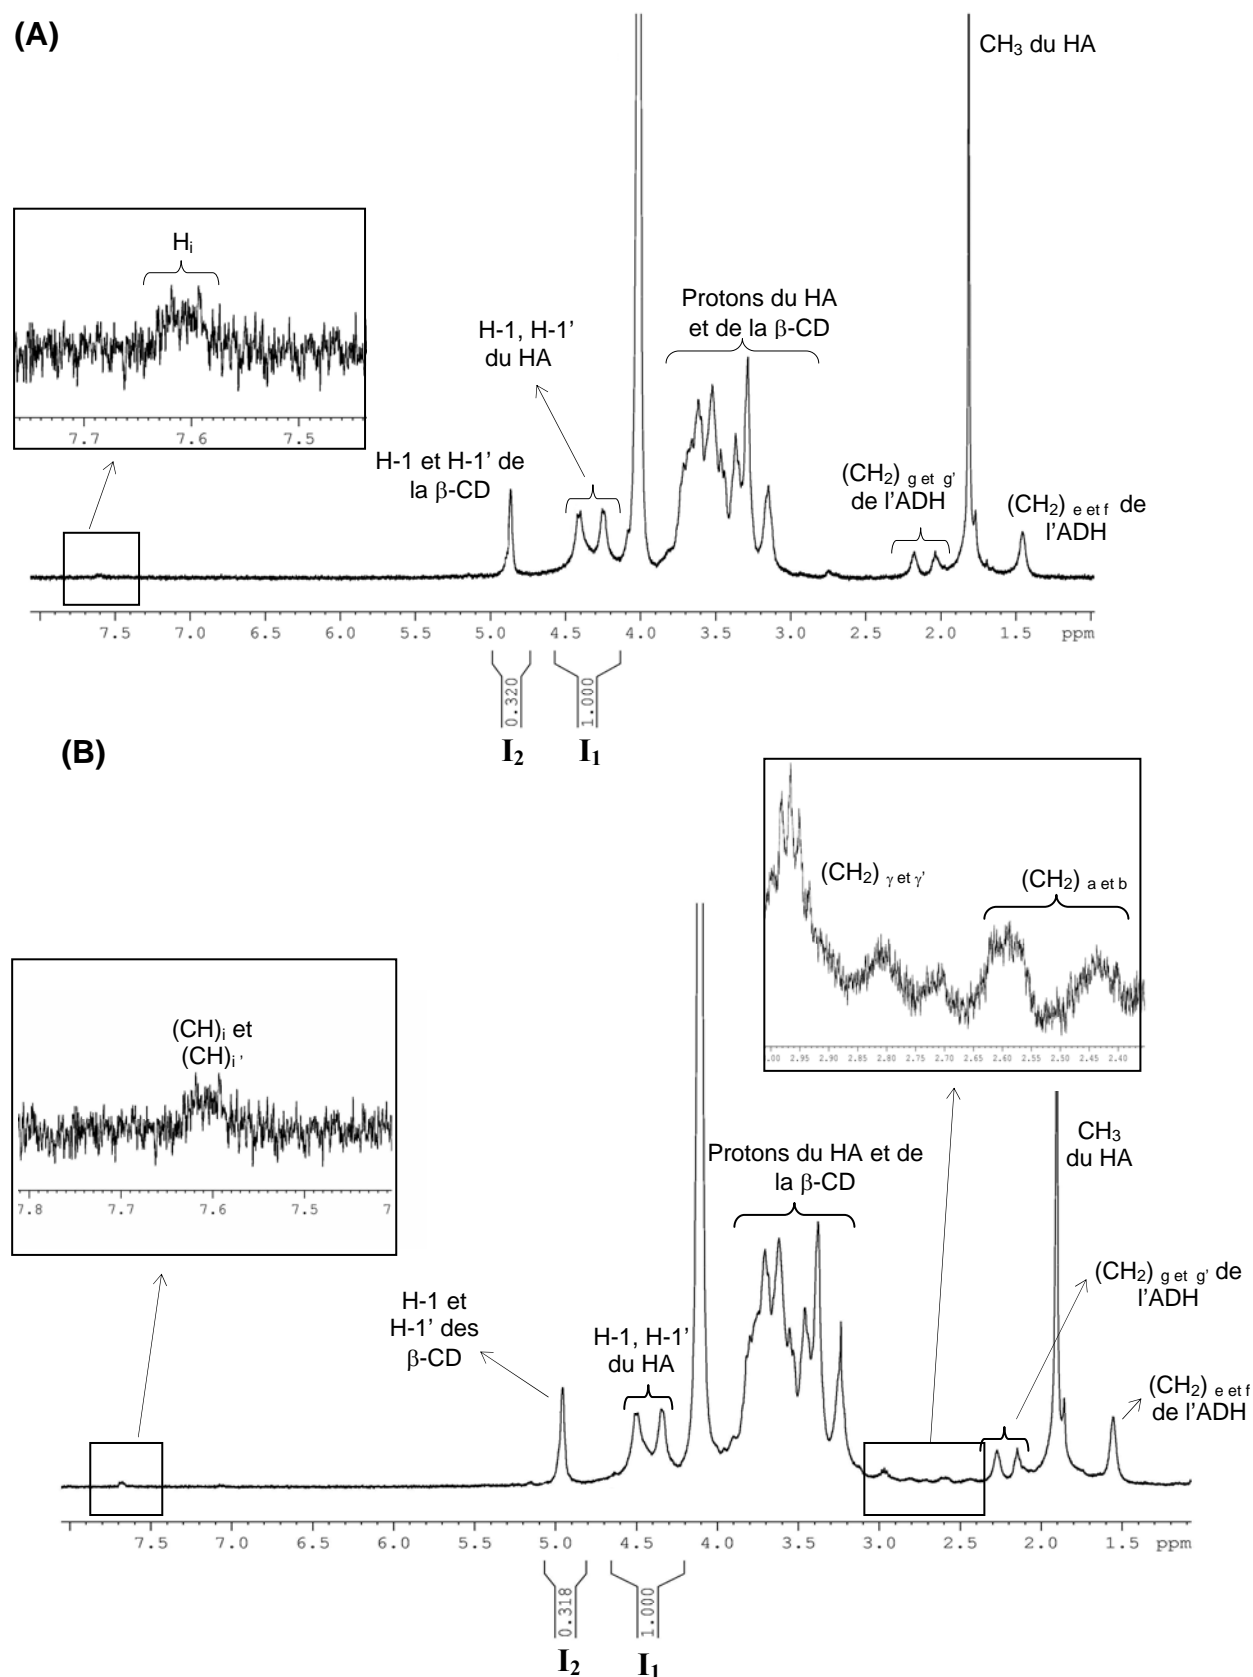 (A)
CH₃ du HA
Hᵢ
7.7 7.6 7.5
Protons du HA
et de la β-CD
H-1, H-1’
du HA
H-1 et H-1’ de
la β-CD
(CH₂) g et g’
de l’ADH
(CH₂) e et f de
l’ADH
7.5 7.0 6.5 6.0 5.5 5.0 4.5 4.0 3.5 3.0 2.5 2.0 1.5 ppm
0.320 1.000
I₂ I₁
(B)
(CH₂) γ et γ’
(CH₂) a et b
.00 2.95 2.90 2.85 2.80 2.75 2.70 2.65 2.60 2.55 2.50 2.45 2.40
(CH)ᵢ et
(CH)ᵢ’
7.8 7.7 7.6 7.5 7
CH₃
du HA
Protons du HA et de
la β-CD
(CH₂) g et g’ de
l’ADH
H-1 et
H-1’ des
β-CD
H-1, H-1’
du HA
(CH₂) e et f
de l’ADH
7.5 7.0 6.5 6.0 5.5 5.0 4.5 4.0 3.5 3.0 2.5 2.0 1.5 ppm
0.318 1.000
I₂ I₁